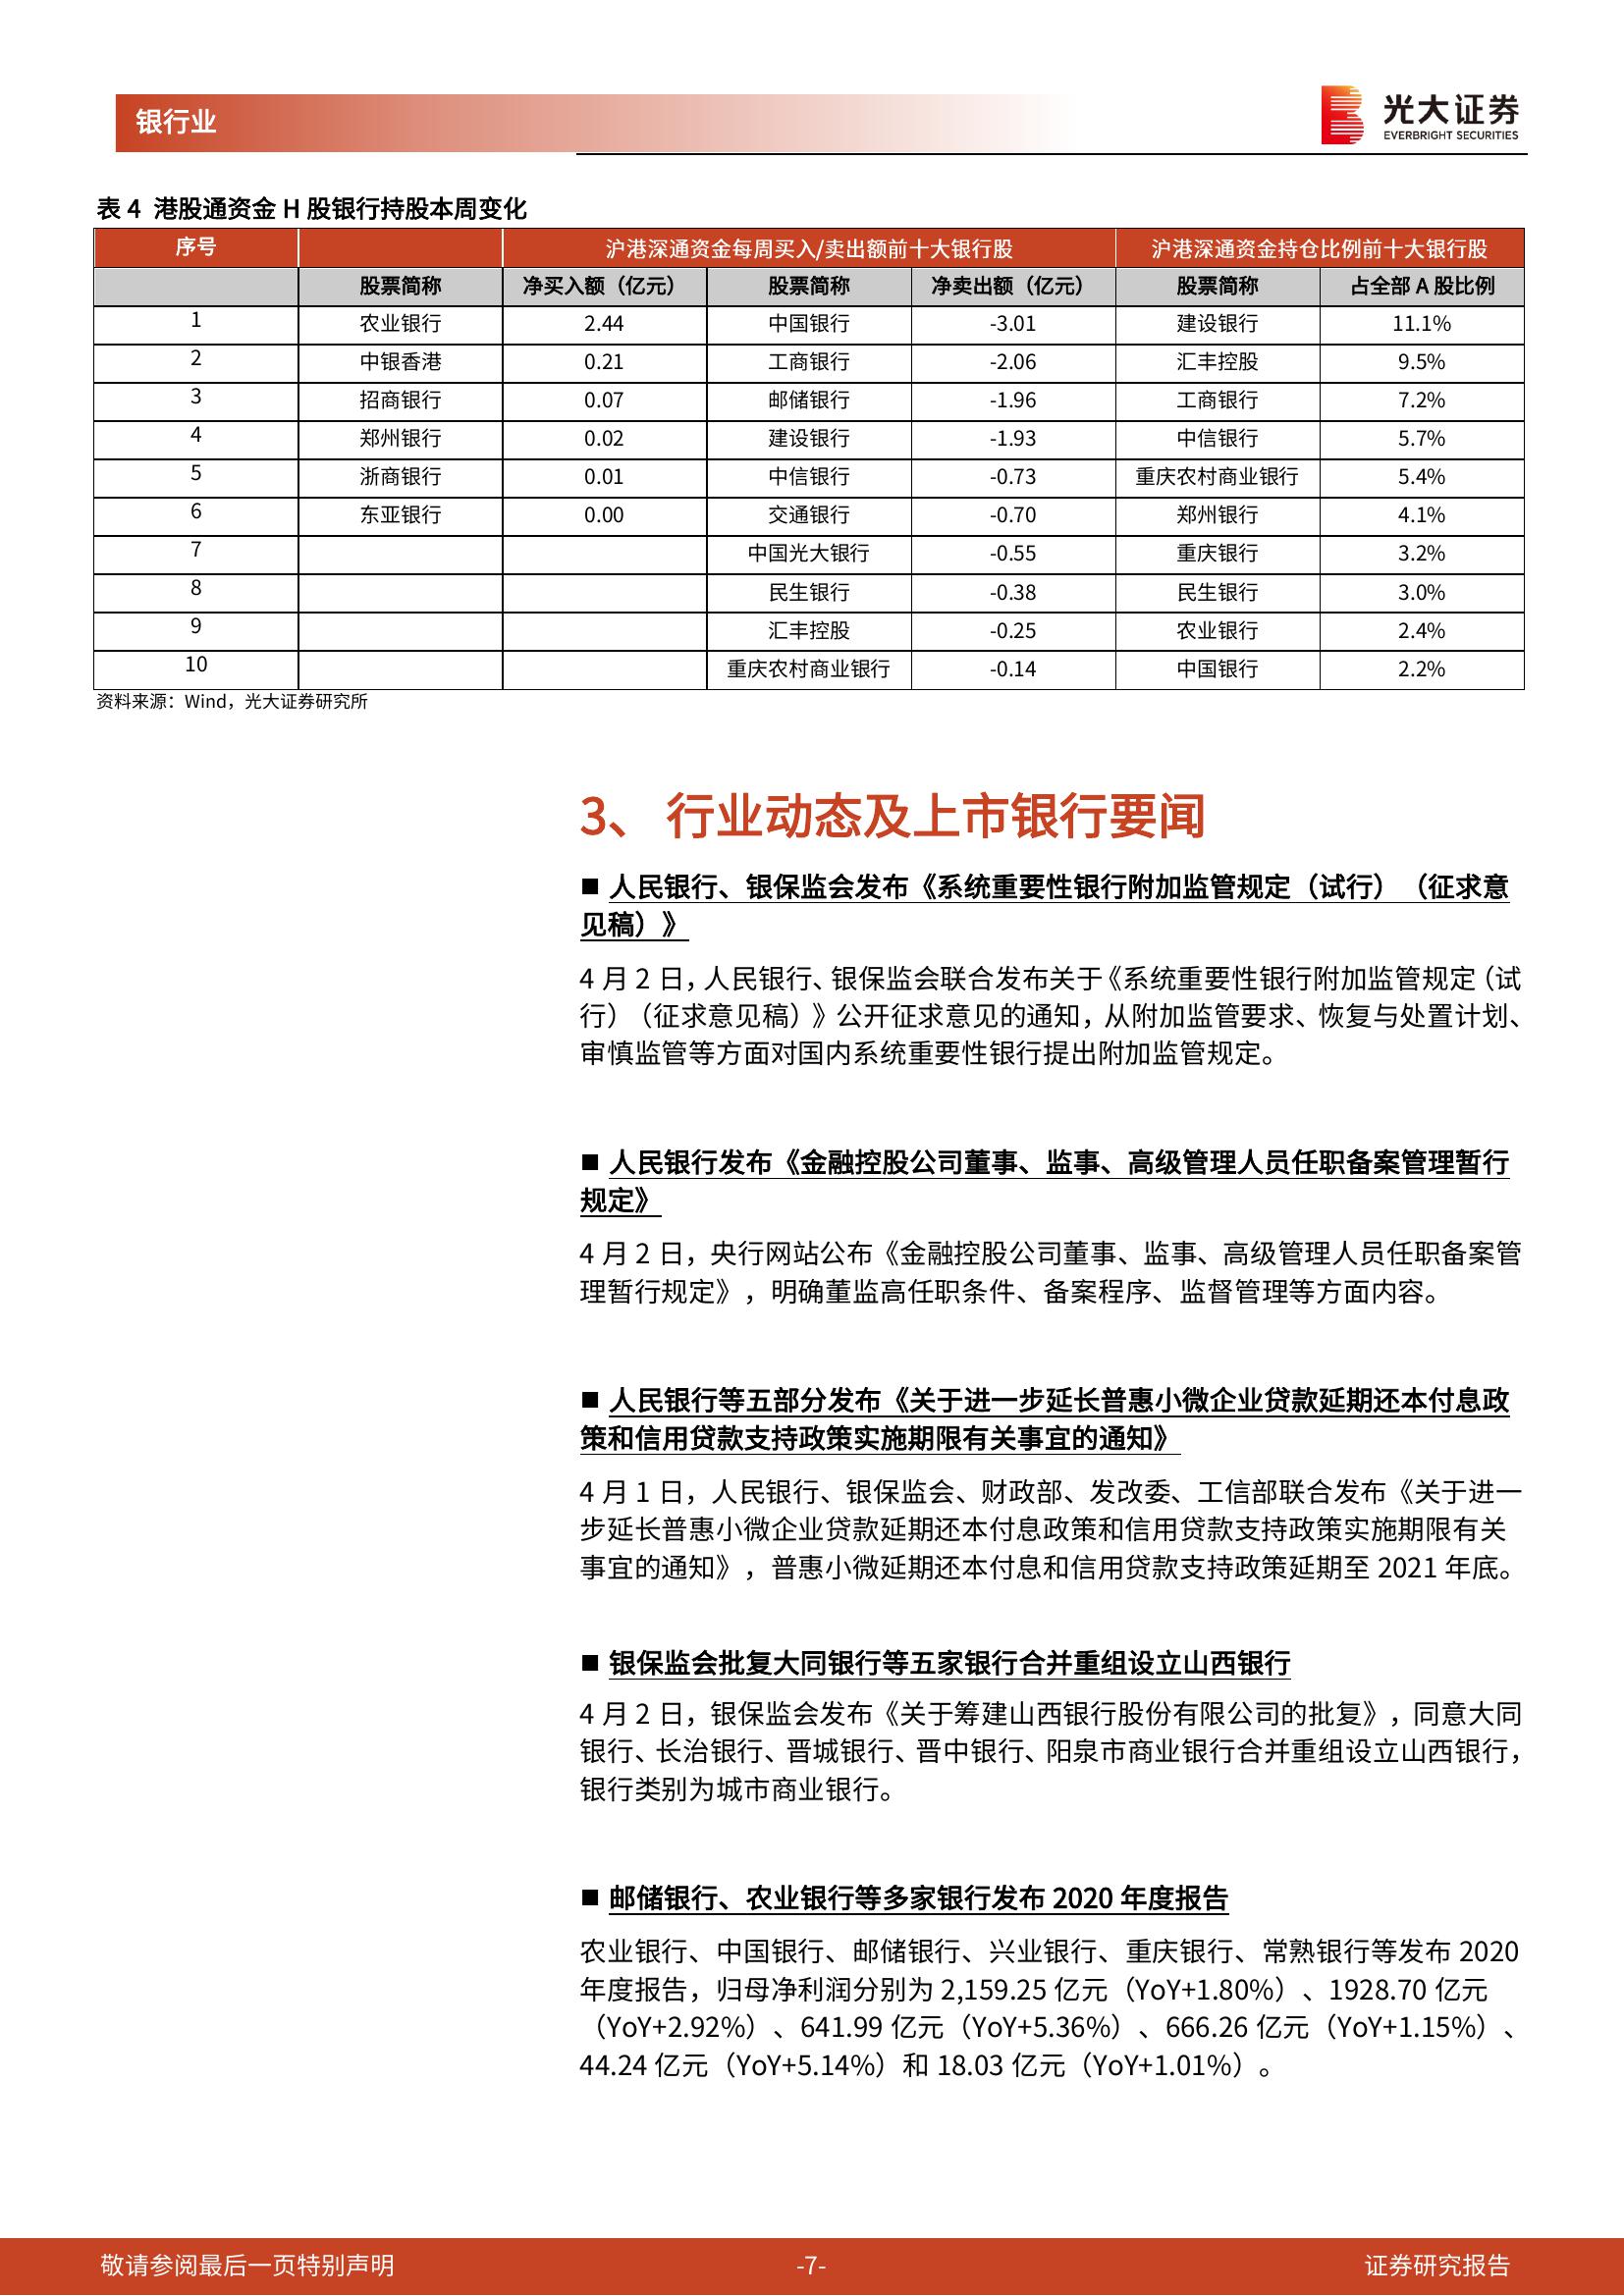 银行业
光大证券
EVERBRIGHT SECURITIES
表 4 港股通资金 H 股银行持股本周变化
序号 沪港深通资金每周买入/卖出额前十大银行股 沪港深通资金持仓比例前十大银行股
股票简称 净买入额（亿元） 股票简称 净卖出额（亿元） 股票简称 占全部 A 股比例
1 农业银行 2.44 中国银行 -3.01 建设银行 11.1%
2 中银香港 0.21 工商银行 -2.06 汇丰控股 9.5%
3 招商银行 0.07 邮储银行 -1.96 工商银行 7.2%
4 郑州银行 0.02 建设银行 -1.93 中信银行 5.7%
5 浙商银行 0.01 中信银行 -0.73 重庆农村商业银行 5.4%
6 东亚银行 0.00 交通银行 -0.70 郑州银行 4.1%
7 中国光大银行 -0.55 重庆银行 3.2%
8 民生银行 -0.38 民生银行 3.0%
9 汇丰控股 -0.25 农业银行 2.4%
10 重庆农村商业银行 -0.14 中国银行 2.2%
资料来源：Wind，光大证券研究所
3、 行业动态及上市银行要闻
■ 人民银行、银保监会发布《系统重要性银行附加监管规定（试行）（征求意
见稿）》
4 月 2 日，人民银行、银保监会联合发布关于《系统重要性银行附加监管规定（试
行）（征求意见稿）》公开征求意见的通知，从附加监管要求、恢复与处置计划、
审慎监管等方面对国内系统重要性银行提出附加监管规定。
■ 人民银行发布《金融控股公司董事、监事、高级管理人员任职备案管理暂行
规定》
4 月 2 日，央行网站公布《金融控股公司董事、监事、高级管理人员任职备案管
理暂行规定》，明确董监高任职条件、备案程序、监督管理等方面内容。
■ 人民银行等五部分发布《关于进一步延长普惠小微企业贷款延期还本付息政
策和信用贷款支持政策实施期限有关事宜的通知》
4 月 1 日，人民银行、银保监会、财政部、发改委、工信部联合发布《关于进一
步延长普惠小微企业贷款延期还本付息政策和信用贷款支持政策实施期限有关
事宜的通知》，普惠小微延期还本付息和信用贷款支持政策延期至 2021 年底。
■ 银保监会批复大同银行等五家银行合并重组设立山西银行
4 月 2 日，银保监会发布《关于筹建山西银行股份有限公司的批复》，同意大同
银行、长治银行、晋城银行、晋中银行、阳泉市商业银行合并重组设立山西银行，
银行类别为城市商业银行。
■ 邮储银行、农业银行等多家银行发布 2020 年度报告
农业银行、中国银行、邮储银行、兴业银行、重庆银行、常熟银行等发布 2020
年度报告，归母净利润分别为 2,159.25 亿元（YoY+1.80%）、1928.70 亿元
（YoY+2.92%）、641.99 亿元（YoY+5.36%）、666.26 亿元（YoY+1.15%）、
44.24 亿元（YoY+5.14%）和 18.03 亿元（YoY+1.01%）。
敬请参阅最后一页特别声明 -7- 证券研究报告